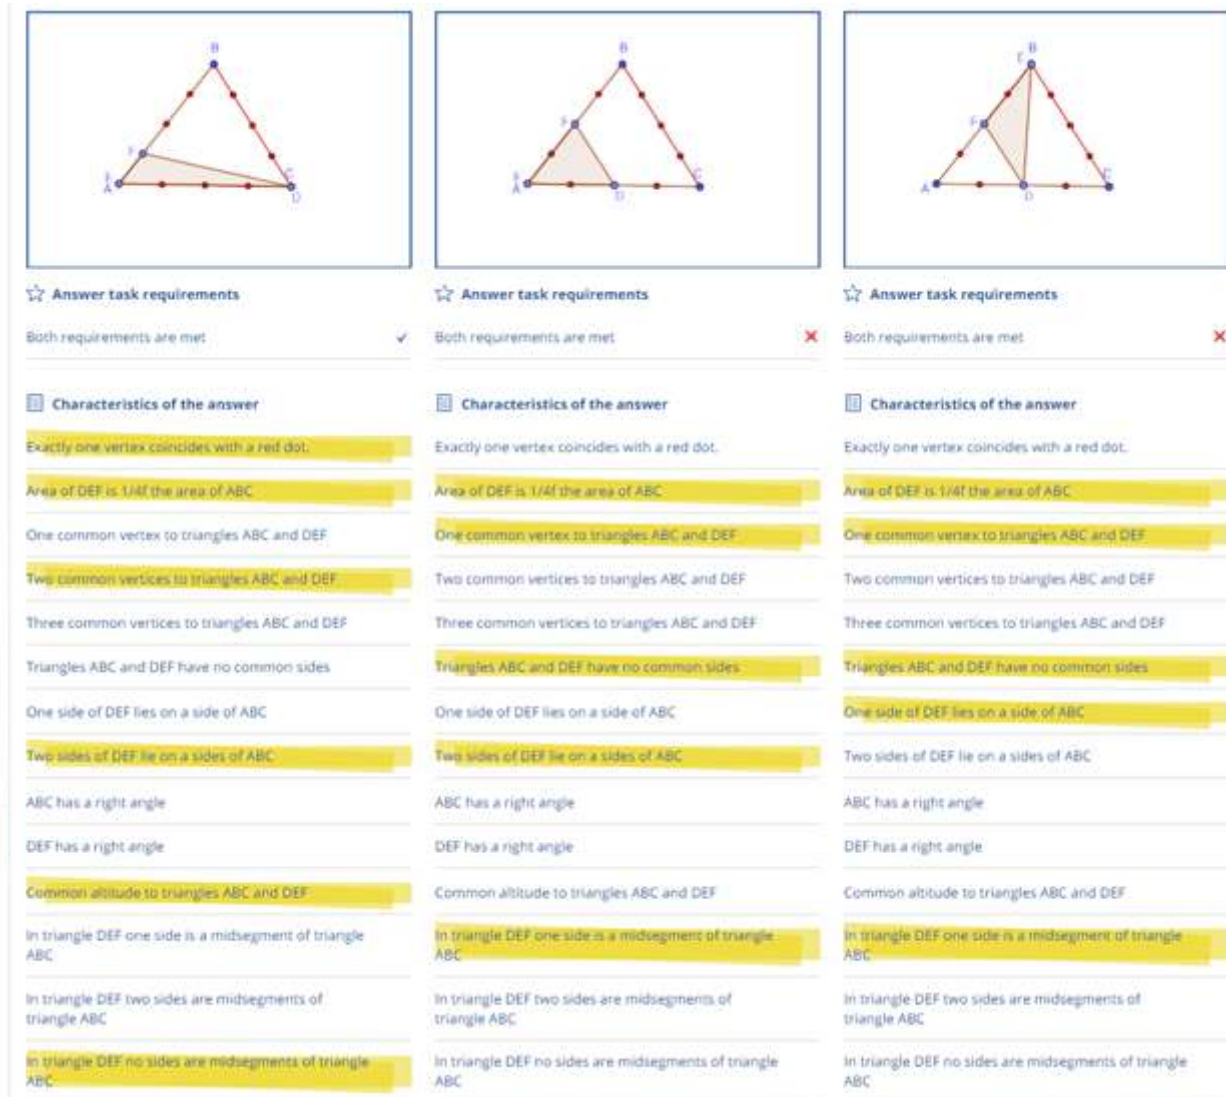 B
F
E
A
C
D
☆ Answer task requirements
Both requirements are met ✓
Characteristics of the answer
Exactly one vertex coincides with a red dot.
Area of DEF is 1/4f the area of ABC
One common vertex to triangles ABC and DEF
Two common vertices to triangles ABC and DEF
Three common vertices to triangles ABC and DEF
Triangles ABC and DEF have no common sides
One side of DEF lies on a side of ABC
Two sides of DEF lie on a sides of ABC
ABC has a right angle
DEF has a right angle
Common altitude to triangles ABC and DEF
In triangle DEF one side is a midsegment of triangle
ABC
In triangle DEF two sides are midsegments of
triangle ABC
In triangle DEF no sides are midsegments of triangle
ABC
B
F
E
A
D
C
☆ Answer task requirements
Both requirements are met ✕
Characteristics of the answer
Exactly one vertex coincides with a red dot.
Area of DEF is 1/4f the area of ABC
One common vertex to triangles ABC and DEF
Two common vertices to triangles ABC and DEF
Three common vertices to triangles ABC and DEF
Triangles ABC and DEF have no common sides
One side of DEF lies on a side of ABC
Two sides of DEF lie on a sides of ABC
ABC has a right angle
DEF has a right angle
Common altitude to triangles ABC and DEF
In triangle DEF one side is a midsegment of triangle
ABC
In triangle DEF two sides are midsegments of
triangle ABC
In triangle DEF no sides are midsegments of triangle
ABC
B
E
F
A
D
C
☆ Answer task requirements
Both requirements are met ✕
Characteristics of the answer
Exactly one vertex coincides with a red dot.
Area of DEF is 1/4f the area of ABC
One common vertex to triangles ABC and DEF
Two common vertices to triangles ABC and DEF
Three common vertices to triangles ABC and DEF
Triangles ABC and DEF have no common sides
One side of DEF lies on a side of ABC
Two sides of DEF lie on a sides of ABC
ABC has a right angle
DEF has a right angle
Common altitude to triangles ABC and DEF
In triangle DEF one side is a midsegment of triangle
ABC
In triangle DEF two sides are midsegments of
triangle ABC
In triangle DEF no sides are midsegments of triangle
ABC